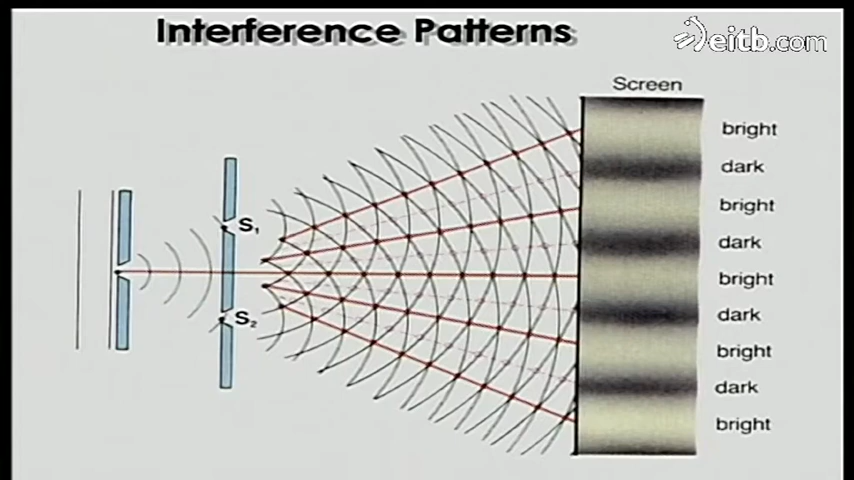 Interference Patterns
eitb.com
Screen
bright
dark
bright
S1
dark
bright
dark
S2
bright
dark
bright